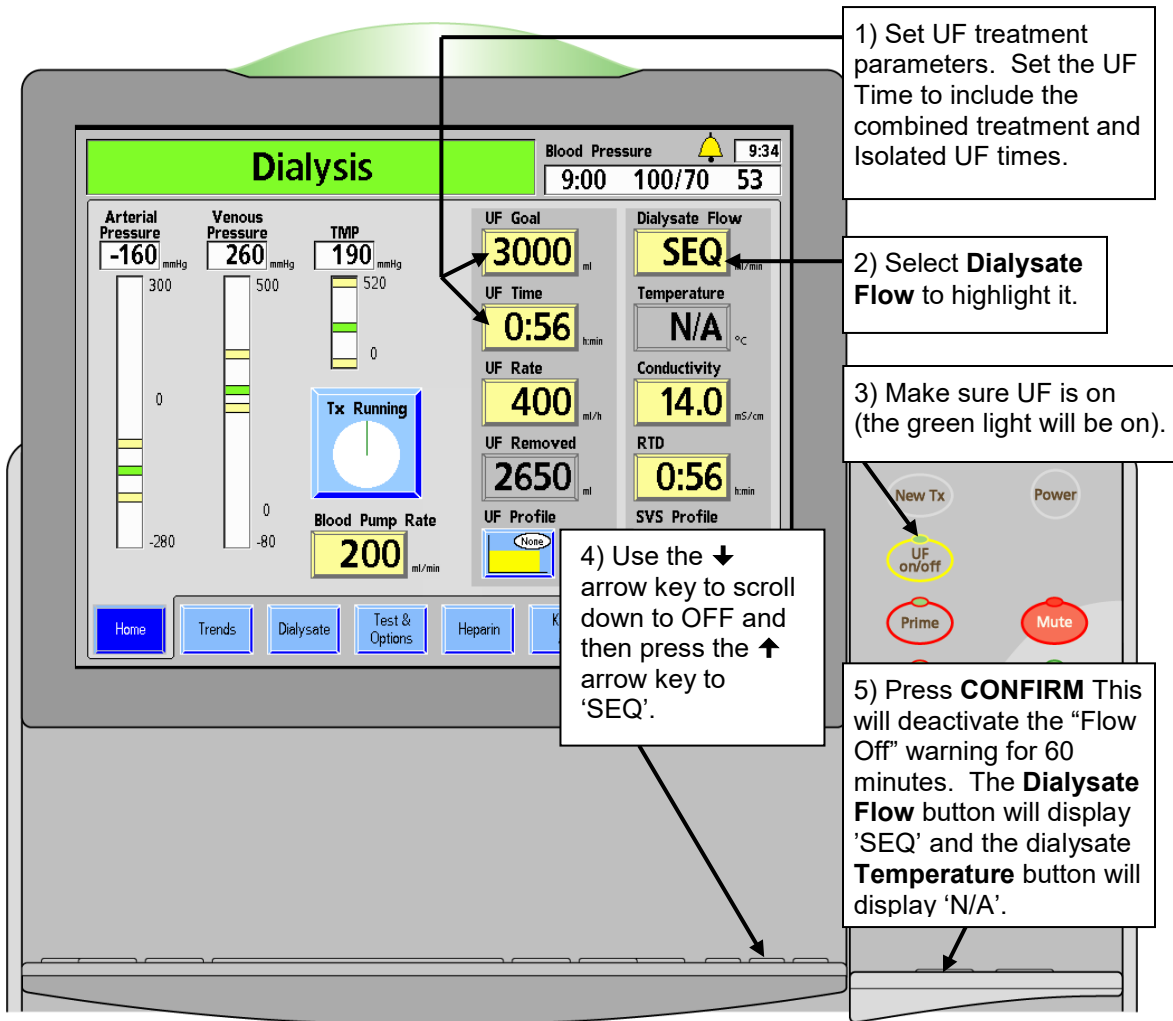 1) Set UF treatment
parameters. Set the UF
Time to include the
combined treatment and
Isolated UF times.
Dialysis
Blood Pressure
9:34
9:00 100/70 53
Arterial
Pressure
-160 mmHg
300
0
-280
Venous
Pressure
260 mmHg
500
0
-80
TMP
190 mmHg
520
0
Tx Running
Blood Pump Rate
200 ml/min
UF Goal
3000 ml
UF Time
0:56 h:min
UF Rate
400 ml/h
UF Removed
2650 ml
UF Profile
None
Dialysate Flow
SEQ ml/min
Temperature
N/A °C
Conductivity
14.0 mS/cm
RTD
0:56 h:min
SVS Profile
Home
Trends
Dialysate
Test &
Options
Heparin
2) Select Dialysate
Flow to highlight it.
3) Make sure UF is on
(the green light will be on).
New Tx
Power
UF
on/off
Prime
Mute
4) Use the ↓
arrow key to scroll
down to OFF and
then press the ↑
arrow key to
‘SEQ’.
5) Press CONFIRM This
will deactivate the “Flow
Off” warning for 60
minutes. The Dialysate
Flow button will display
’SEQ’ and the dialysate
Temperature button will
display ‘N/A’.